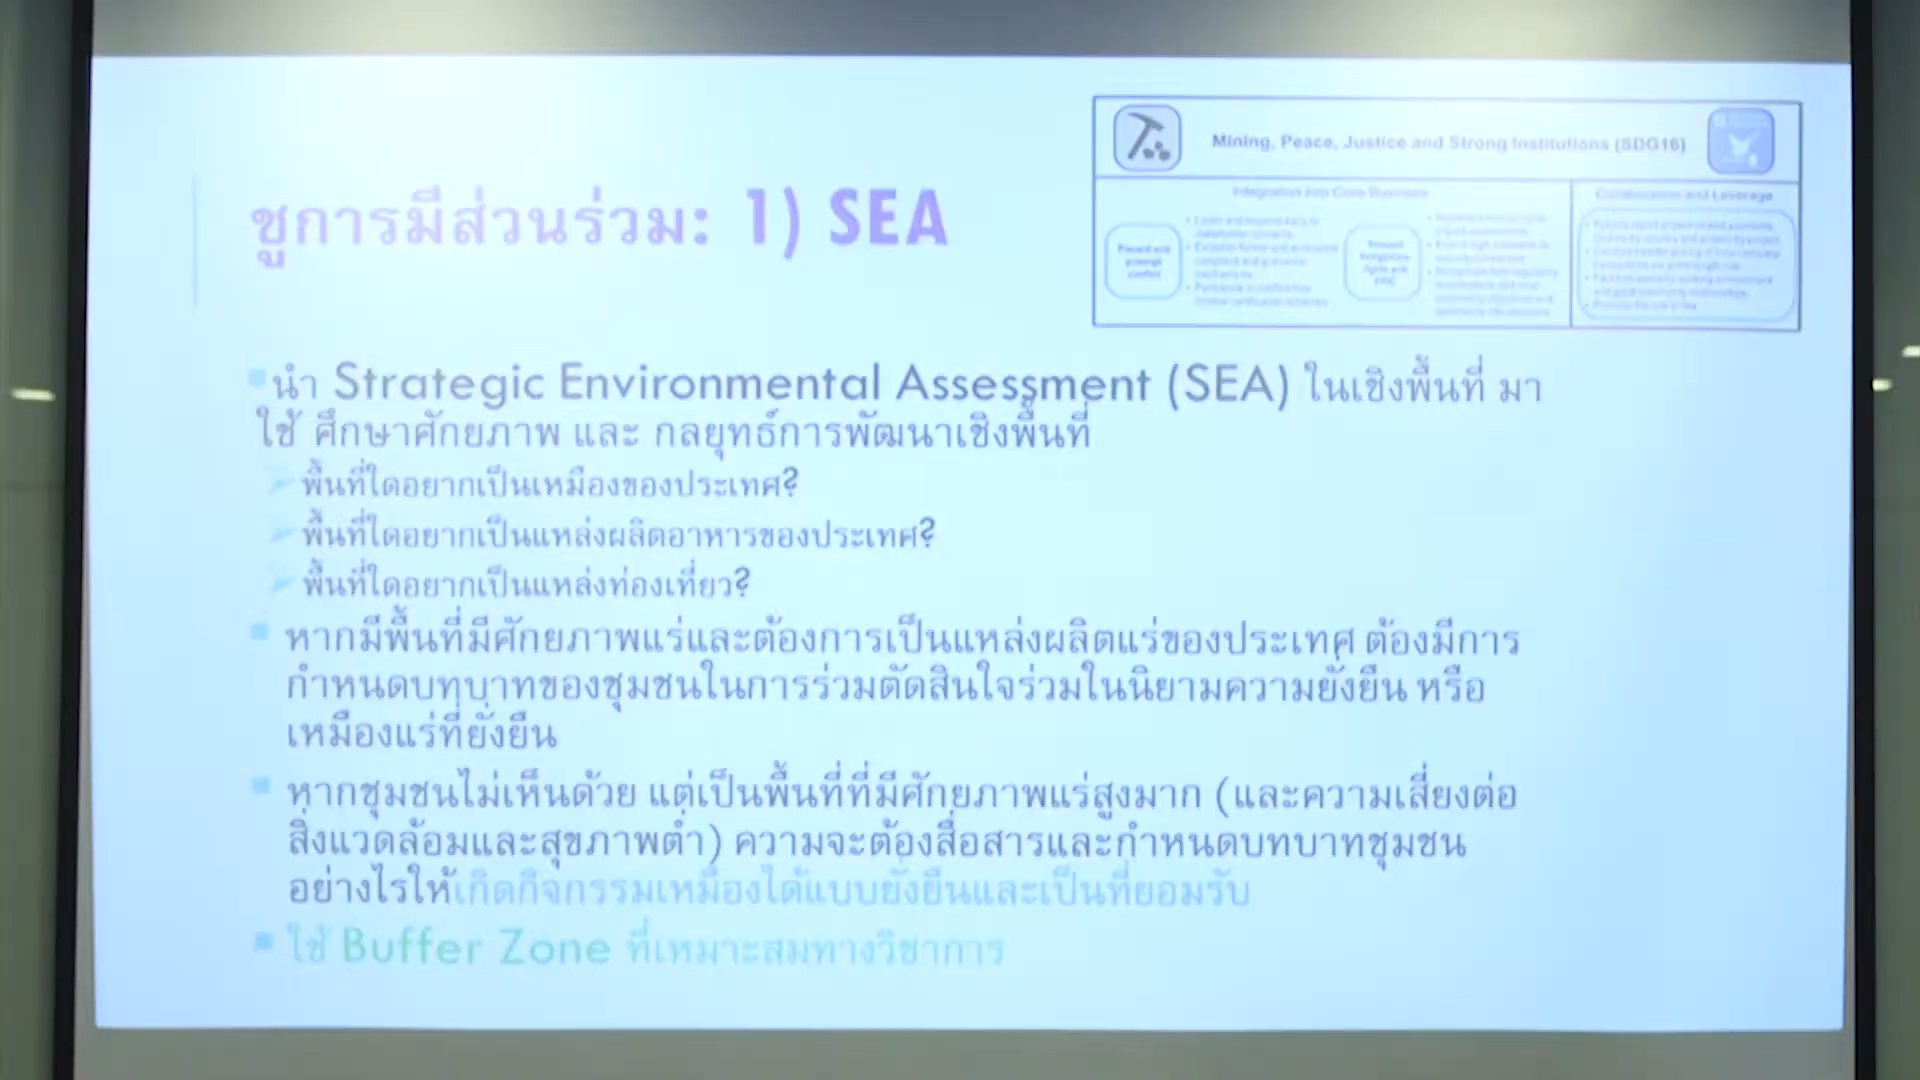 ชูการมีส่วนร่วม: 1) SEA
Mining, Peace, Justice and Strong Institutions (SDG16)
Integration into Core Business
Collaboration and Leverage
นำ Strategic Environmental Assessment (SEA) ในเชิงพื้นที่ มา
ใช้ ศึกษาศักยภาพ และ กลยุทธ์การพัฒนาเชิงพื้นที่
พื้นที่ใดอยากเป็นเหมืองของประเทศ?
พื้นที่ใดอยากเป็นแหล่งผลิตอาหารของประเทศ?
พื้นที่ใดอยากเป็นแหล่งท่องเที่ยว?
หากมีพื้นที่มีศักยภาพแร่และต้องการเป็นแหล่งผลิตแร่ของประเทศ ต้องมีการ
กำหนดบทบาทของชุมชนในการร่วมตัดสินใจร่วมในนิยามความยั่งยืน หรือ
เหมืองแร่ที่ยั่งยืน
หากชุมชนไม่เห็นด้วย แต่เป็นพื้นที่ที่มีศักยภาพแร่สูงมาก (และความเสี่ยงต่อ
สิ่งแวดล้อมและสุขภาพต่ำ) ความจะต้องสื่อสารและกำหนดบทบาทชุมชน
อย่างไรให้เกิดกิจกรรมเหมืองได้แบบยั่งยืนและเป็นที่ยอมรับ
ใช้ Buffer Zone ที่เหมาะสมทางวิชาการ